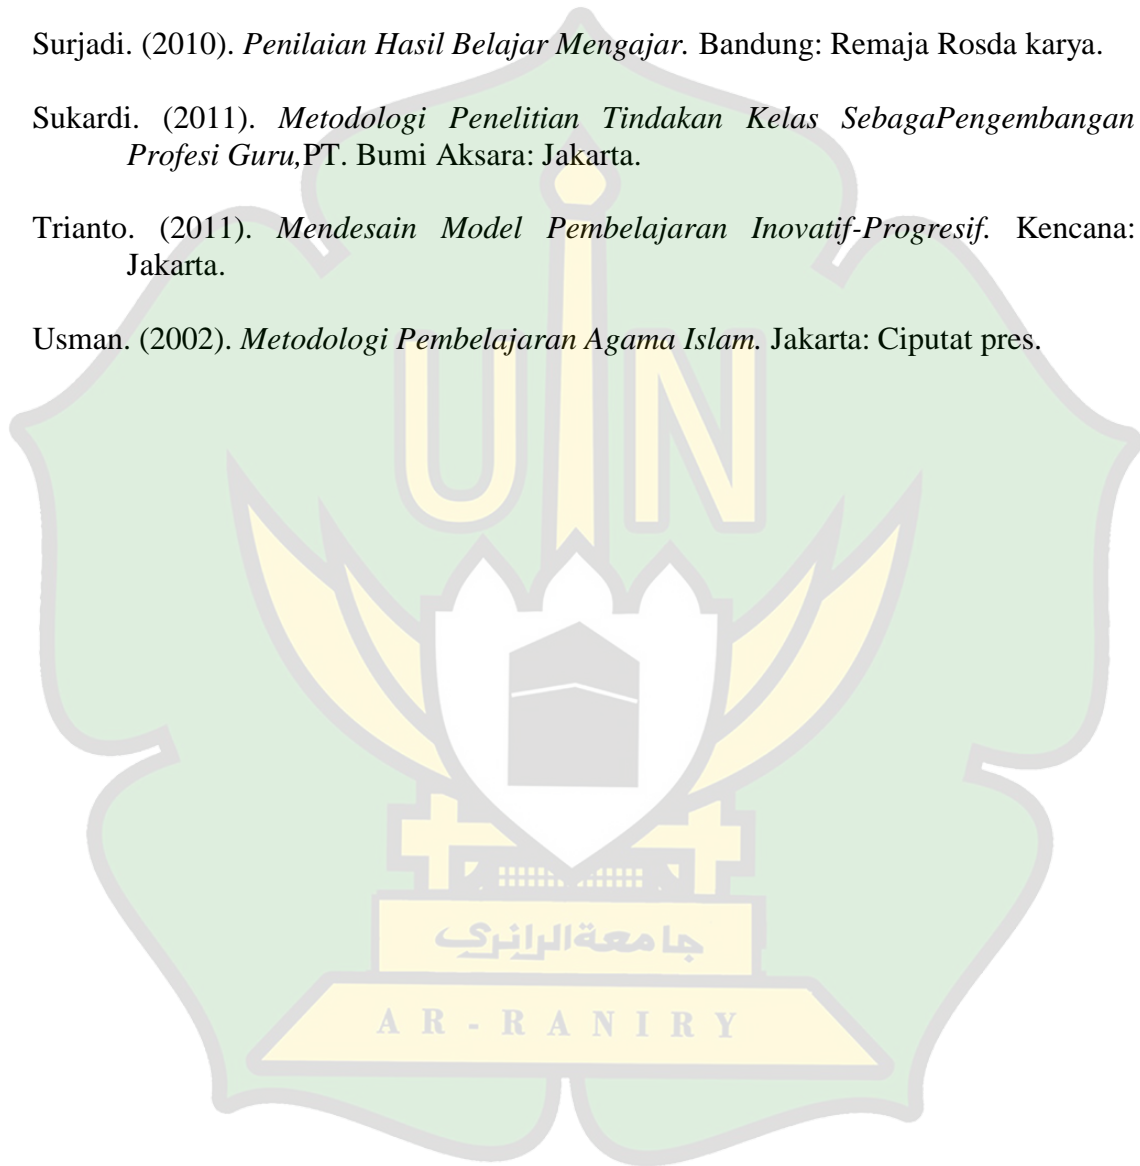 Surjadi. (2010). Penilaian Hasil Belajar Mengajar. Bandung: Remaja Rosda karya.
Sukardi. (2011). Metodologi Penelitian Tindakan Kelas SebagaPengembangan
Profesi Guru,PT. Bumi Aksara: Jakarta.
Trianto. (2011). Mendesain Model Pembelajaran Inovatif-Progresif. Kencana:
Jakarta.
Usman. (2002). Metodologi Pembelajaran Agama Islam. Jakarta: Ciputat pres.
UIN
جامعةالرانري
AR-RANIRY